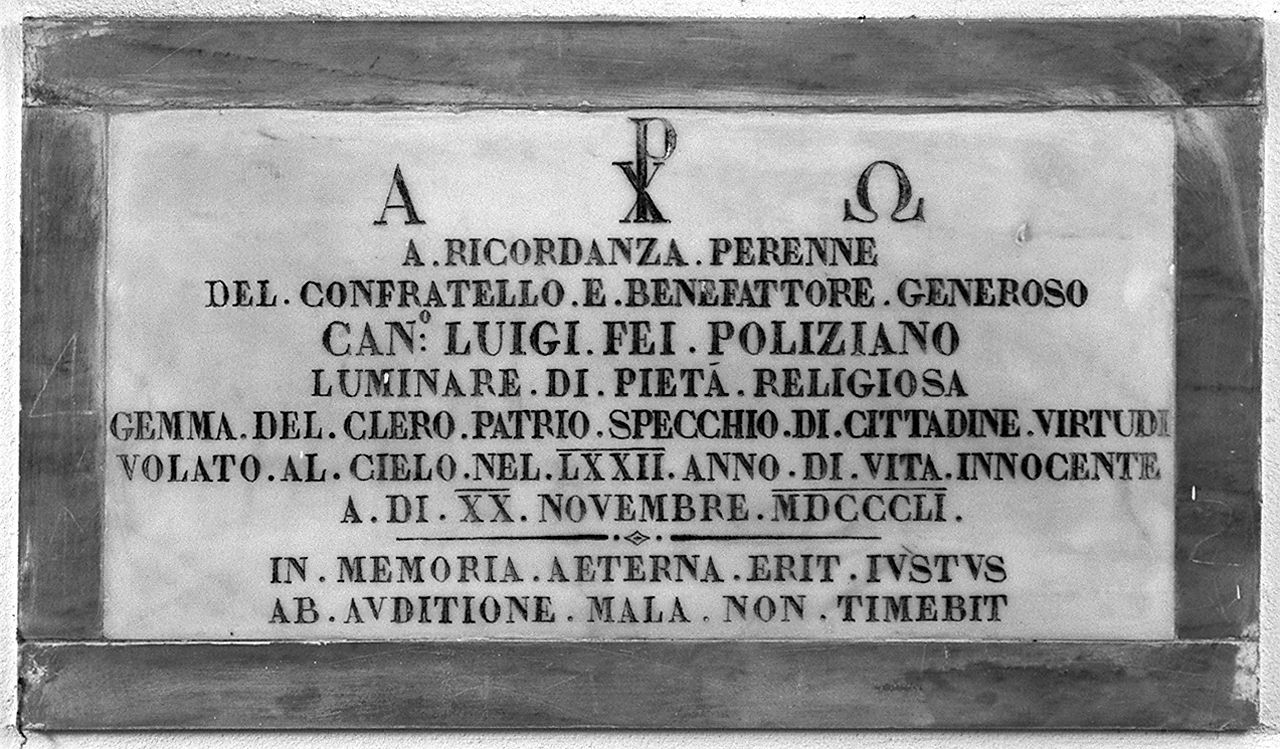 Α ☧ Ω
A . RICORDANZA . PERENNE
DEL . CONFRATELLO . E . BENEFATTORE . GENEROSO
CAN:º LUIGI . FEI . POLIZIANO
LUMINARE . DI . PIETÁ . RELIGIOSA
GEMMA . DEL . CLERO . PATRIO . SPECCHIO . DI . CITTADINE . VIRTUDI
VOLATO . AL . CIELO . NEL . LXXII . ANNO . DI . VITA . INNOCENTE
A . DI . XX . NOVEMBRE . MDCCCLI .
IN . MEMORIA . AETERNA . ERIT . IVSTVS
AB . AVDITIONE . MALA . NON . TIMEBIT